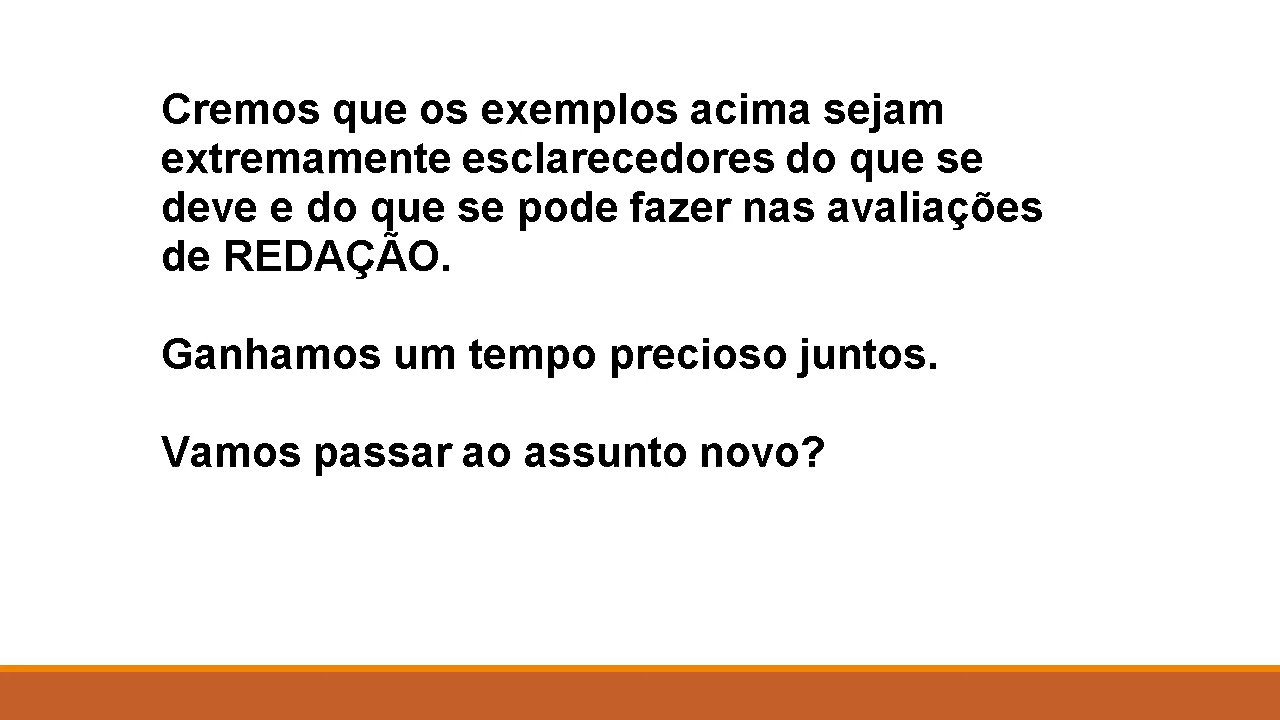 Cremos que os exemplos acima sejam
extremamente esclarecedores do que se
deve e do que se pode fazer nas avaliações
de REDAÇÃO.
Ganhamos um tempo precioso juntos.
Vamos passar ao assunto novo?